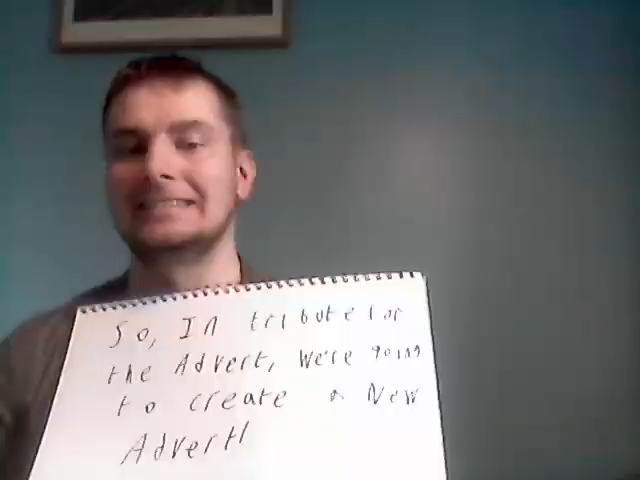 So, In tribute for
the Advert, we're going
to create a New
Advert!